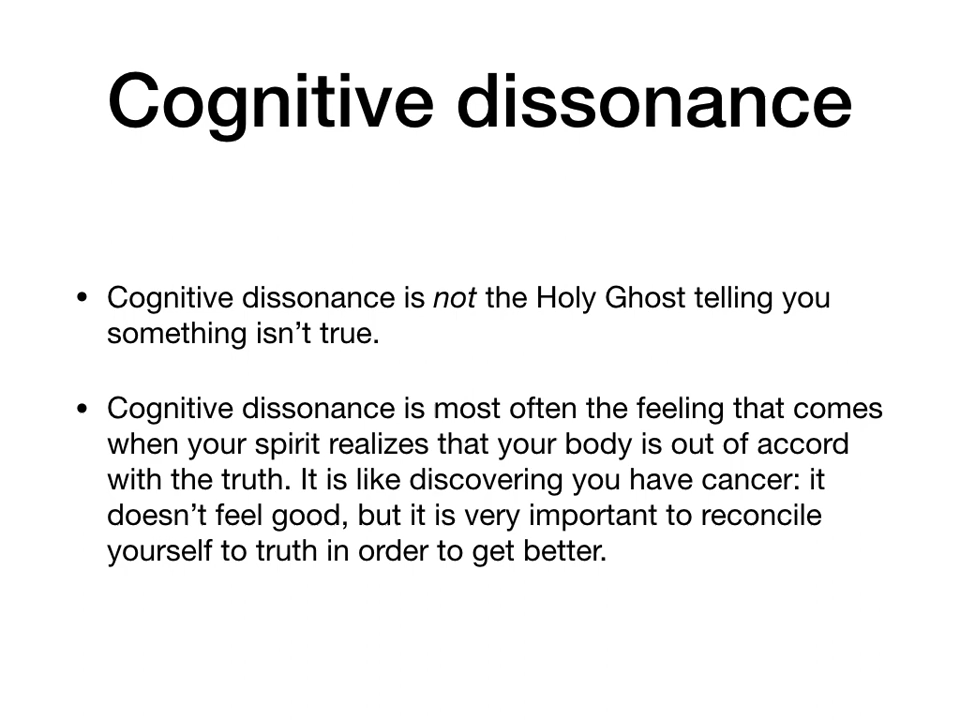 Cognitive dissonance
• Cognitive dissonance is not the Holy Ghost telling you
something isn’t true.
• Cognitive dissonance is most often the feeling that comes
when your spirit realizes that your body is out of accord
with the truth. It is like discovering you have cancer: it
doesn’t feel good, but it is very important to reconcile
yourself to truth in order to get better.